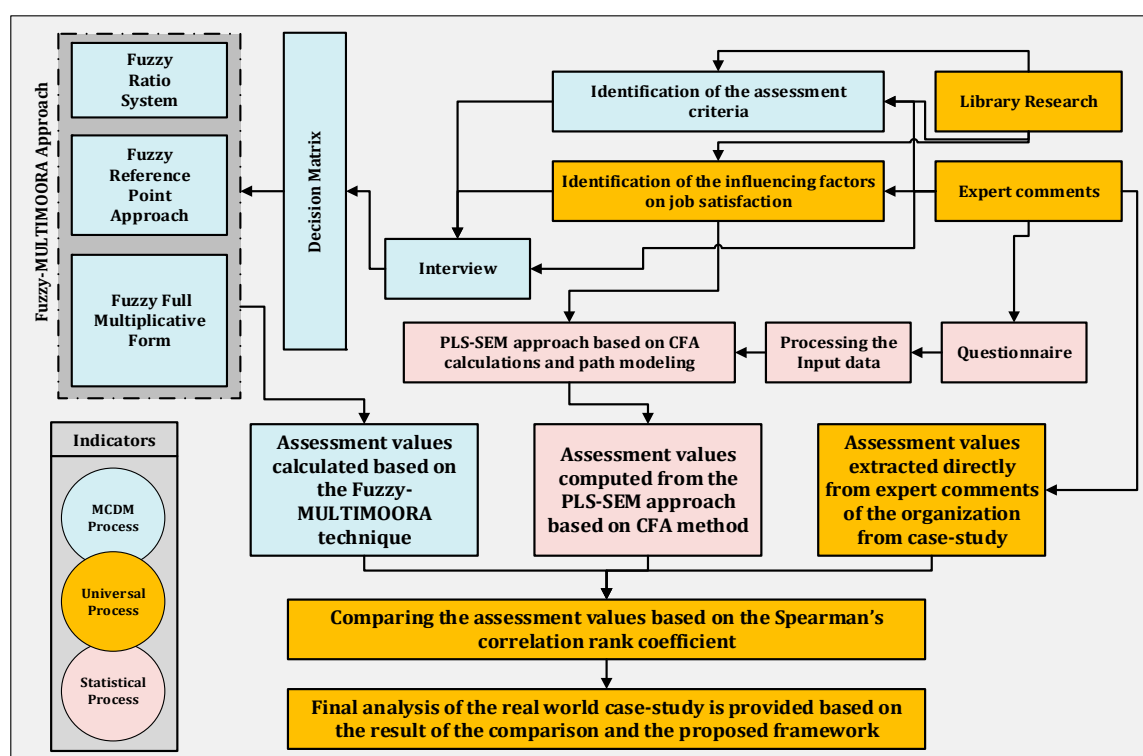 Fuzzy-MULTIMOORA Approach
Fuzzy
Ratio
System
Fuzzy
Reference
Point
Approach
Fuzzy Full
Multiplicative
Form
Decision Matrix
Identification of the assessment
criteria
Library Research
Identification of the influencing factors
on job satisfaction
Expert comments
Interview
PLS-SEM approach based on CFA
calculations and path modeling
Processing the
Input data
Questionnaire
Indicators
MCDM
Process
Universal
Process
Statistical
Process
Assessment values
calculated based on
the Fuzzy-
MULTIMOORA
technique
Assessment values
computed from the
PLS-SEM approach
based on CFA method
Assessment values
extracted directly
from expert comments
of the organization
from case-study
Comparing the assessment values based on the Spearman's
correlation rank coefficient
Final analysis of the real world case-study is provided based on
the result of the comparison and the proposed framework